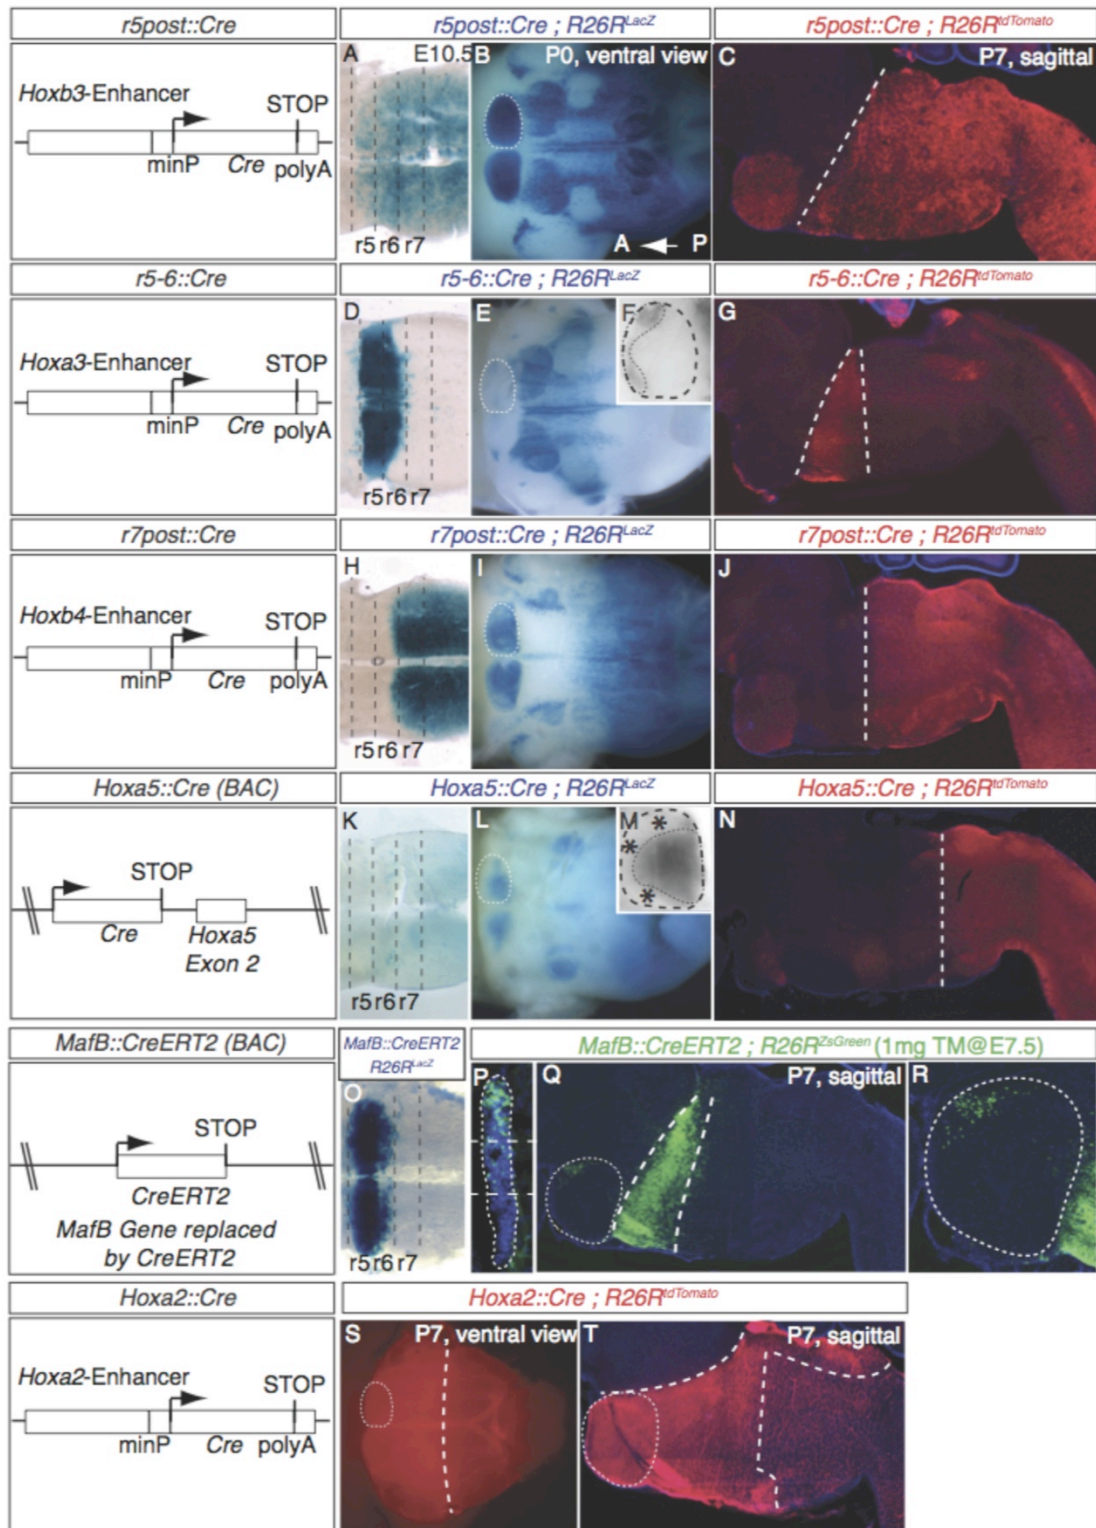 r5post::Cre
r5post::Cre ; R26R^LacZ
r5post::Cre ; R26R^tdTomato
Hoxb3-Enhancer
STOP
minP
Cre
polyA
A
E10.5
r5 r6 r7
B
P0, ventral view
A
P
C
P7, sagittal
r5-6::Cre
r5-6::Cre ; R26R^LacZ
r5-6::Cre ; R26R^tdTomato
Hoxa3-Enhancer
STOP
minP
Cre
polyA
D
r5 r6 r7
E
F
G
r7post::Cre
r7post::Cre ; R26R^LacZ
r7post::Cre ; R26R^tdTomato
Hoxb4-Enhancer
STOP
minP
Cre
polyA
H
r5 r6 r7
I
J
Hoxa5::Cre (BAC)
Hoxa5::Cre ; R26R^LacZ
Hoxa5::Cre ; R26R^tdTomato
STOP
Cre
Hoxa5
Exon 2
K
r5 r6 r7
L
M
*
*
*
N
MafB::CreERT2 (BAC)
MafB::CreERT2
R26R^LacZ
MafB::CreERT2 ; R26R^ZsGreen (1mg TM@E7.5)
STOP
CreERT2
MafB Gene replaced
by CreERT2
O
r5 r6 r7
P
Q
P7, sagittal
R
Hoxa2::Cre
Hoxa2::Cre ; R26R^tdTomato
Hoxa2-Enhancer
STOP
minP
Cre
polyA
S
P7, ventral view
T
P7, sagittal